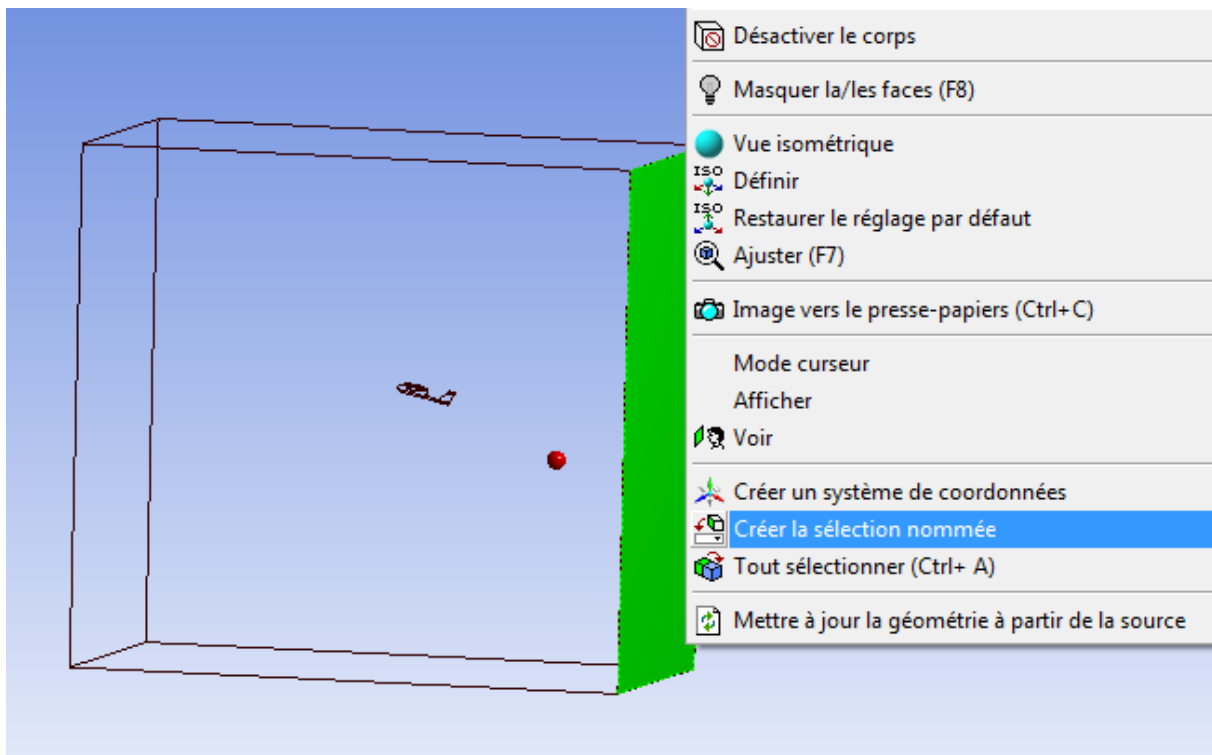 Désactiver le corps
Masquer la/les faces (F8)
Vue isométrique
ISO
Définir
ISO
Restaurer le réglage par défaut
Ajuster (F7)
Image vers le presse-papiers (Ctrl+C)
Mode curseur
Afficher
Voir
Créer un système de coordonnées
Créer la sélection nommée
Tout sélectionner (Ctrl+ A)
Mettre à jour la géométrie à partir de la source